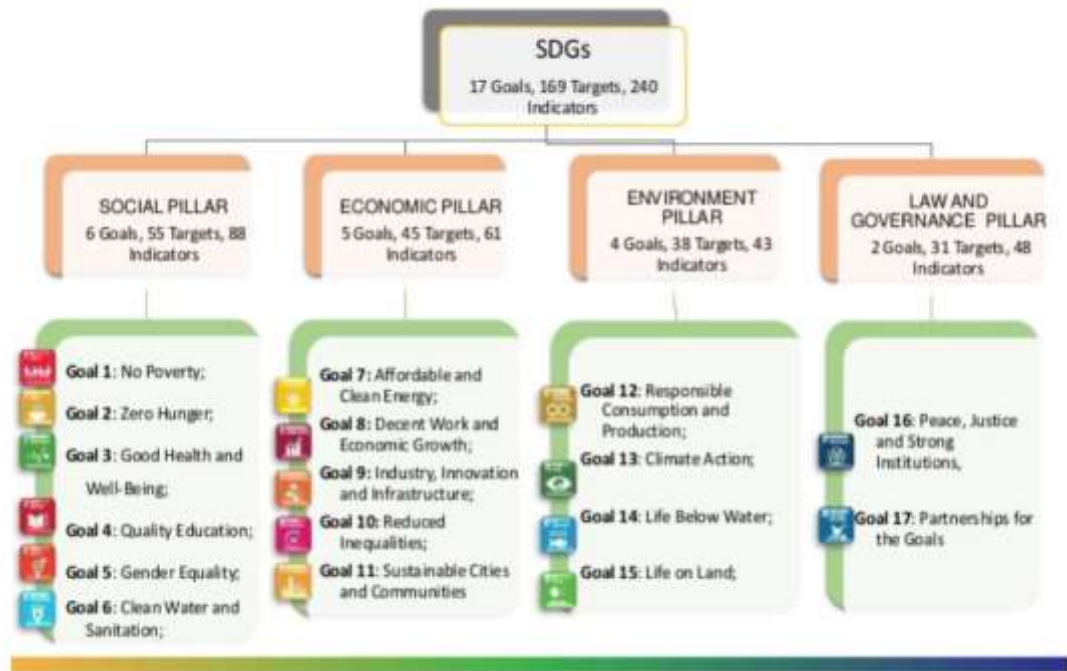 SDGs
17 Goals, 169 Targets, 240
Indicators
SOCIAL PILLAR
6 Goals, 55 Targets, 88
Indicators
ECONOMIC PILLAR
5 Goals, 45 Targets, 61
Indicators
ENVIRONMENT
PILLAR
4 Goals, 38 Targets, 43
Indicators
LAW AND
GOVERNANCE PILLAR
2 Goals, 31 Targets, 48
Indicators
Goal 1: No Poverty;
Goal 2: Zero Hunger;
Goal 3: Good Health and
Well-Being;
Goal 4: Quality Education;
Goal 5: Gender Equality;
Goal 6: Clean Water and
Sanitation;
Goal 7: Affordable and
Clean Energy;
Goal 8: Decent Work and
Economic Growth;
Goal 9: Industry, Innovation
and Infrastructure;
Goal 10: Reduced
Inequalities;
Goal 11: Sustainable Cities
and Communities
Goal 12: Responsible
Consumption and
Production;
Goal 13: Climate Action;
Goal 14: Life Below Water;
Goal 15: Life on Land;
Goal 16: Peace, Justice
and Strong
Institutions,
Goal 17: Partnerships for
the Goals